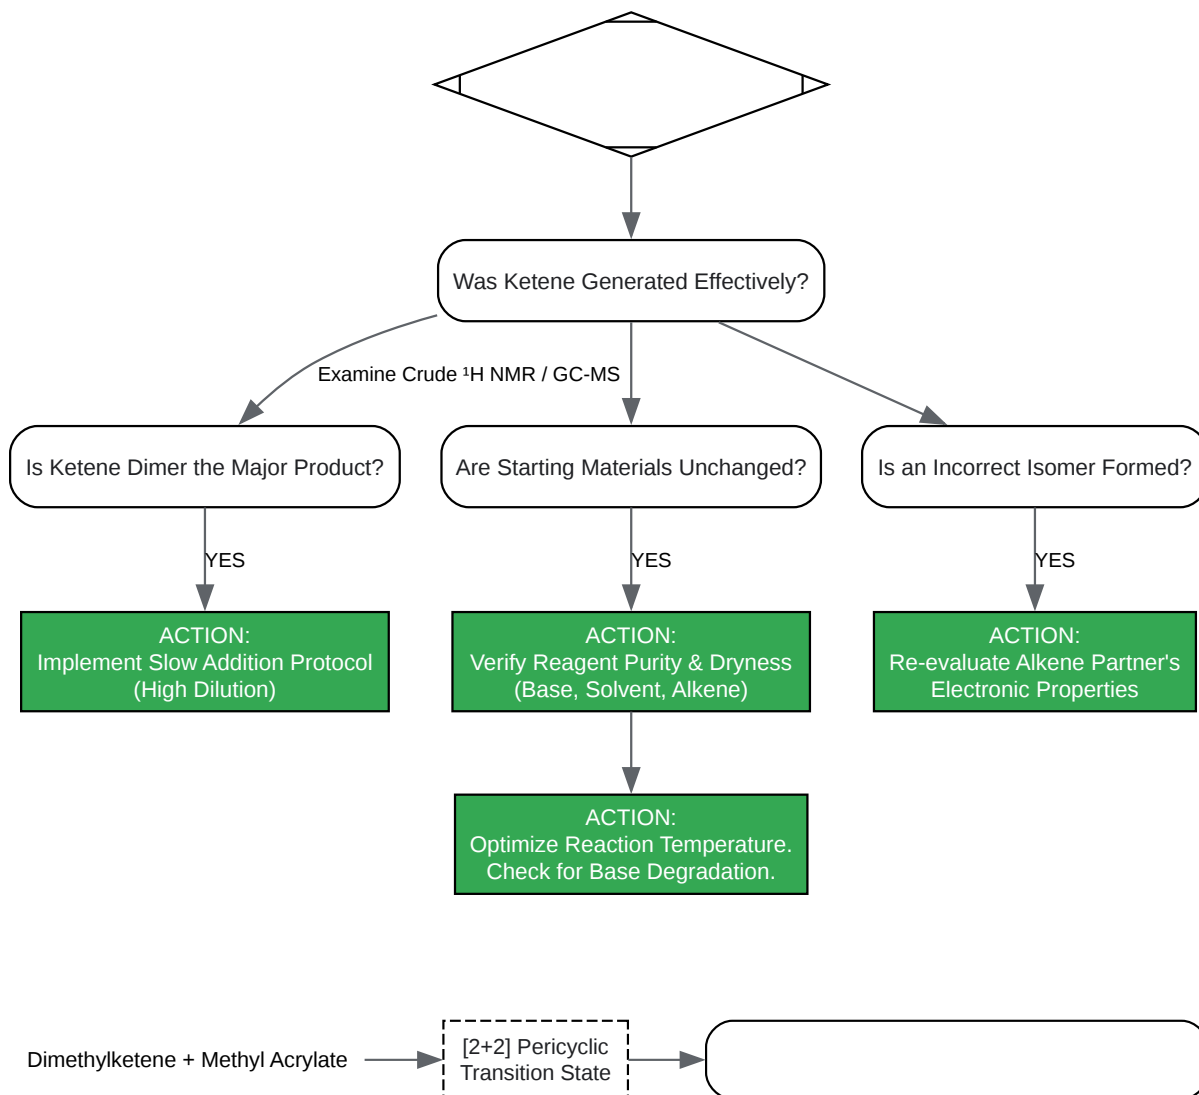 Was Ketene Generated Effectively?
Examine Crude ¹H NMR / GC-MS
Is Ketene Dimer the Major Product?
Are Starting Materials Unchanged?
Is an Incorrect Isomer Formed?
YES
YES
YES
ACTION:
Implement Slow Addition Protocol
(High Dilution)
ACTION:
Verify Reagent Purity & Dryness
(Base, Solvent, Alkene)
ACTION:
Re-evaluate Alkene Partner's
Electronic Properties
ACTION:
Optimize Reaction Temperature.
Check for Base Degradation.
Dimethylketene + Methyl Acrylate
[2+2] Pericyclic
Transition State